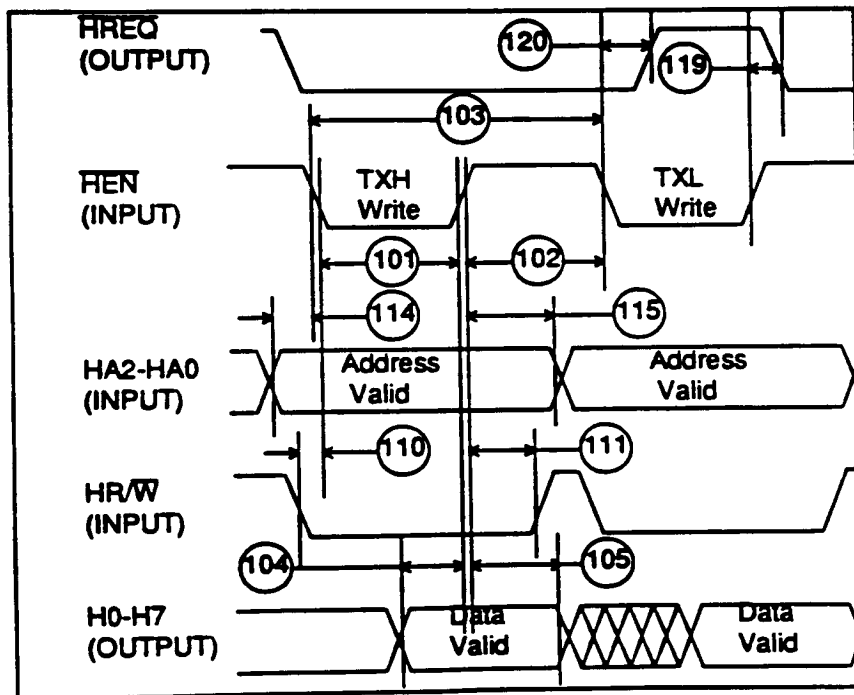 HREQ
(OUTPUT)
120
119
103
HEN
(INPUT)
TXH
Write
TXL
Write
101
102
114
115
HA2-HA0
(INPUT)
Address
Valid
Address
Valid
110
111
HR/W
(INPUT)
104
105
H0-H7
(OUTPUT)
Data
Valid
Data
Valid